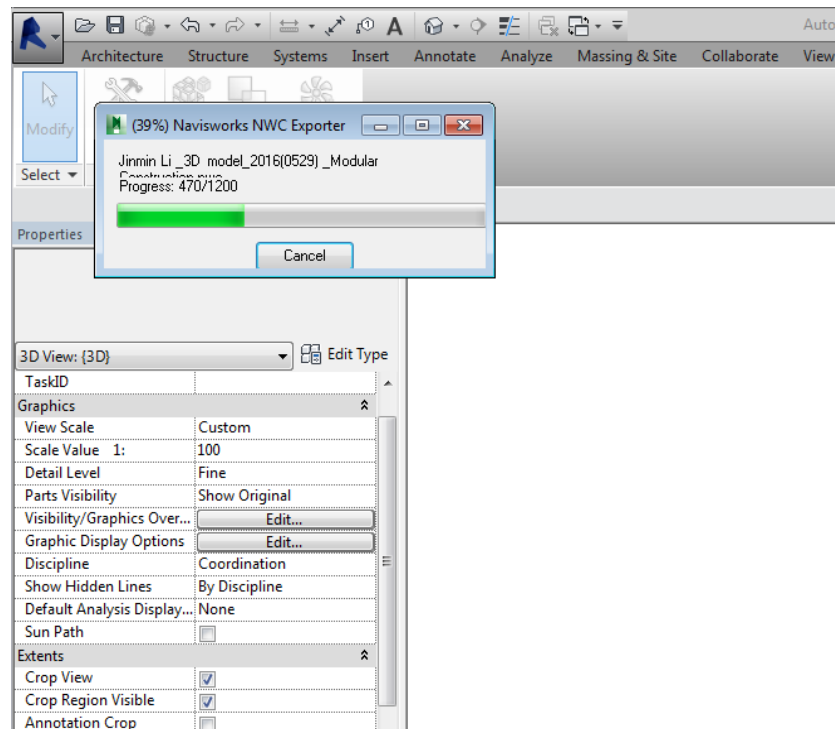 Auto
Architecture Structure Systems Insert Annotate Analyze Massing & Site Collaborate View
Modify
Select
(39%) Navisworks NWC Exporter
Jinmin Li _3D model_2016(0529) _Modular
Construction.nwc
Progress: 470/1200
Cancel
Properties
3D View: {3D}
Edit Type
TaskID
Graphics
View Scale Custom
Scale Value 1: 100
Detail Level Fine
Parts Visibility Show Original
Visibility/Graphics Over... Edit...
Graphic Display Options Edit...
Discipline Coordination
Show Hidden Lines By Discipline
Default Analysis Display... None
Sun Path
Extents
Crop View
Crop Region Visible
Annotation Crop